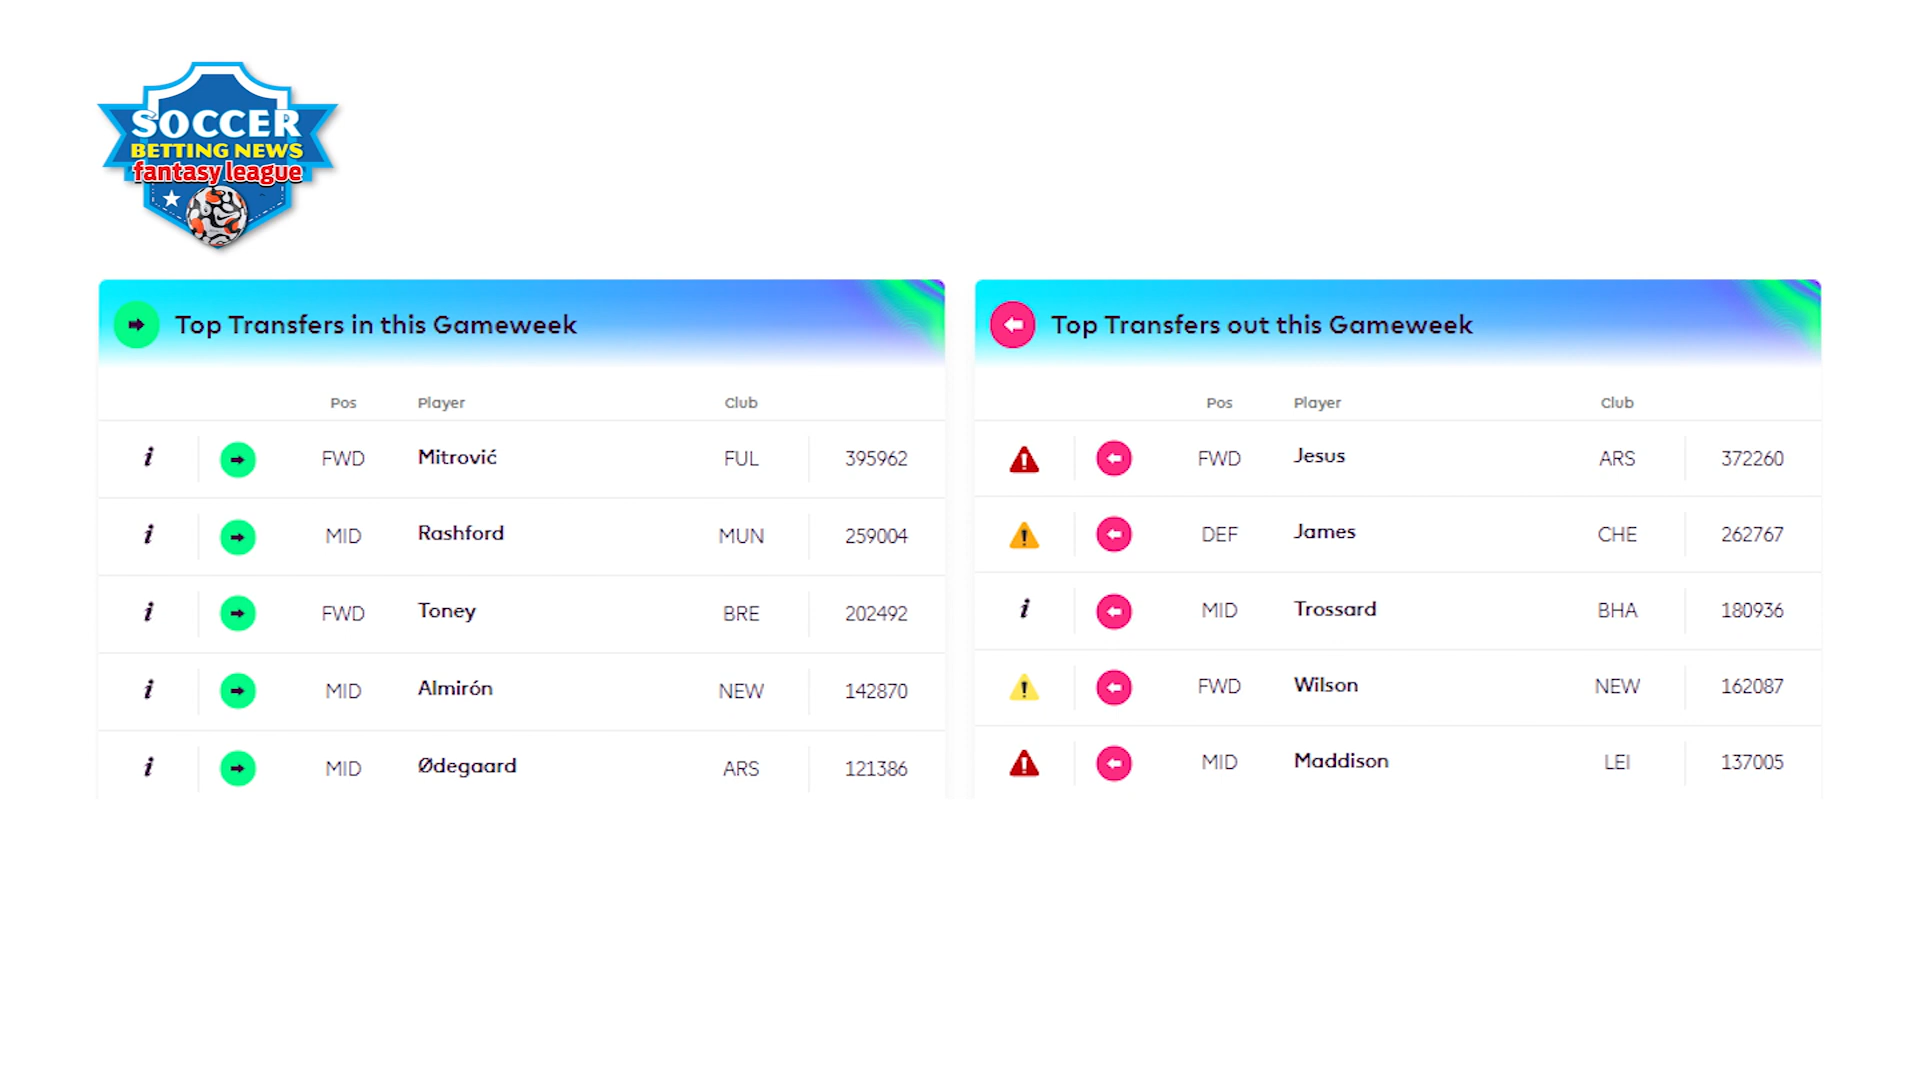 SOCCER
BETTING NEWS
fantasy league
Top Transfers in this Gameweek
Pos Player Club
i FWD Mitrović FUL 395962
i MID Rashford MUN 259004
i FWD Toney BRE 202492
i MID Almirón NEW 142870
i MID Ødegaard ARS 121386
Top Transfers out this Gameweek
Pos Player Club
! FWD Jesus ARS 372260
! DEF James CHE 262767
i MID Trossard BHA 180936
! FWD Wilson NEW 162087
! MID Maddison LEI 137005